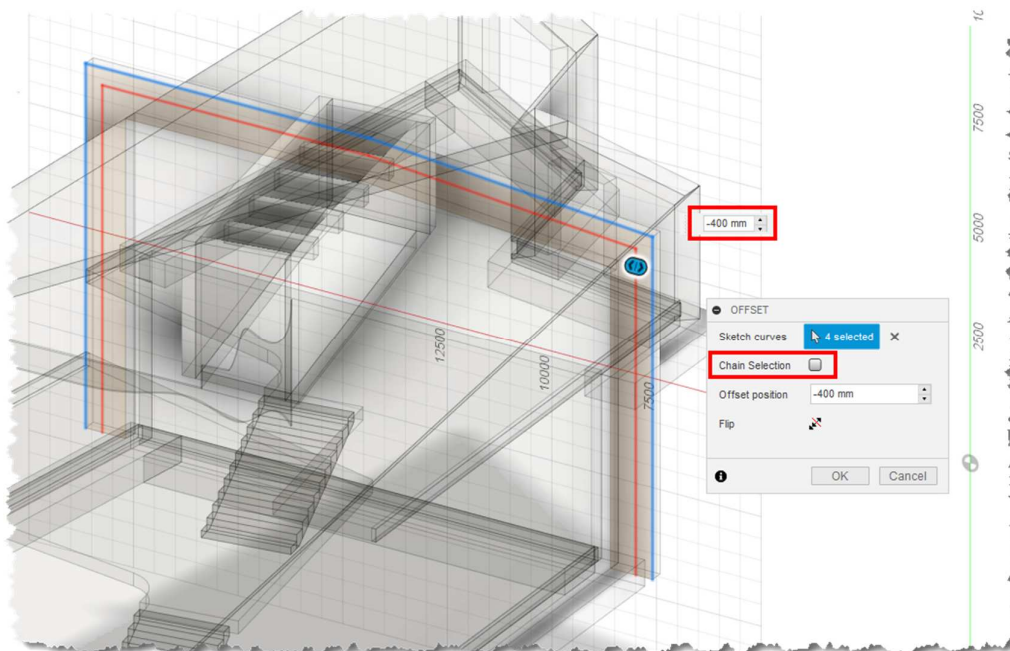 10
7500
-400 mm
5000
OFFSET
Sketch curves 4 selected
2500
12500
Chain Selection
10000
Offset position -400 mm
7500
Flip
OK Cancel